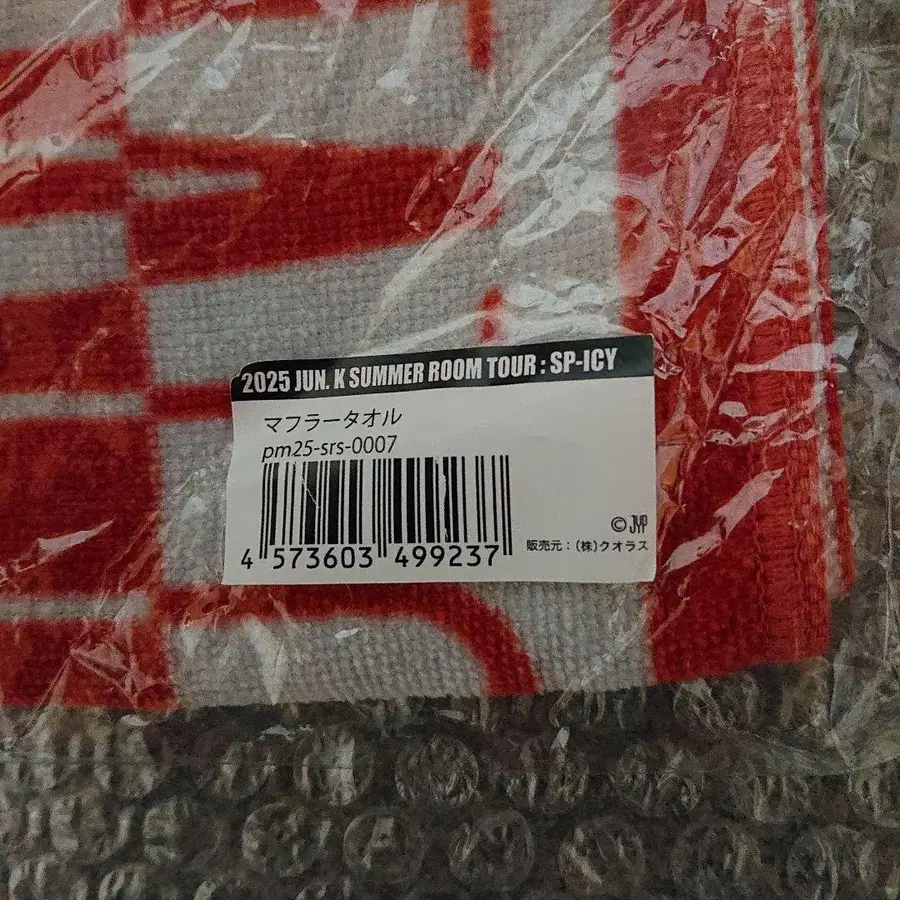 2025 JUN. K SUMMER ROOM TOUR : SP-ICY
マフラータオル
pm25-srs-0007
4 573603 499237
© JYP
販売元：(株)クオラス